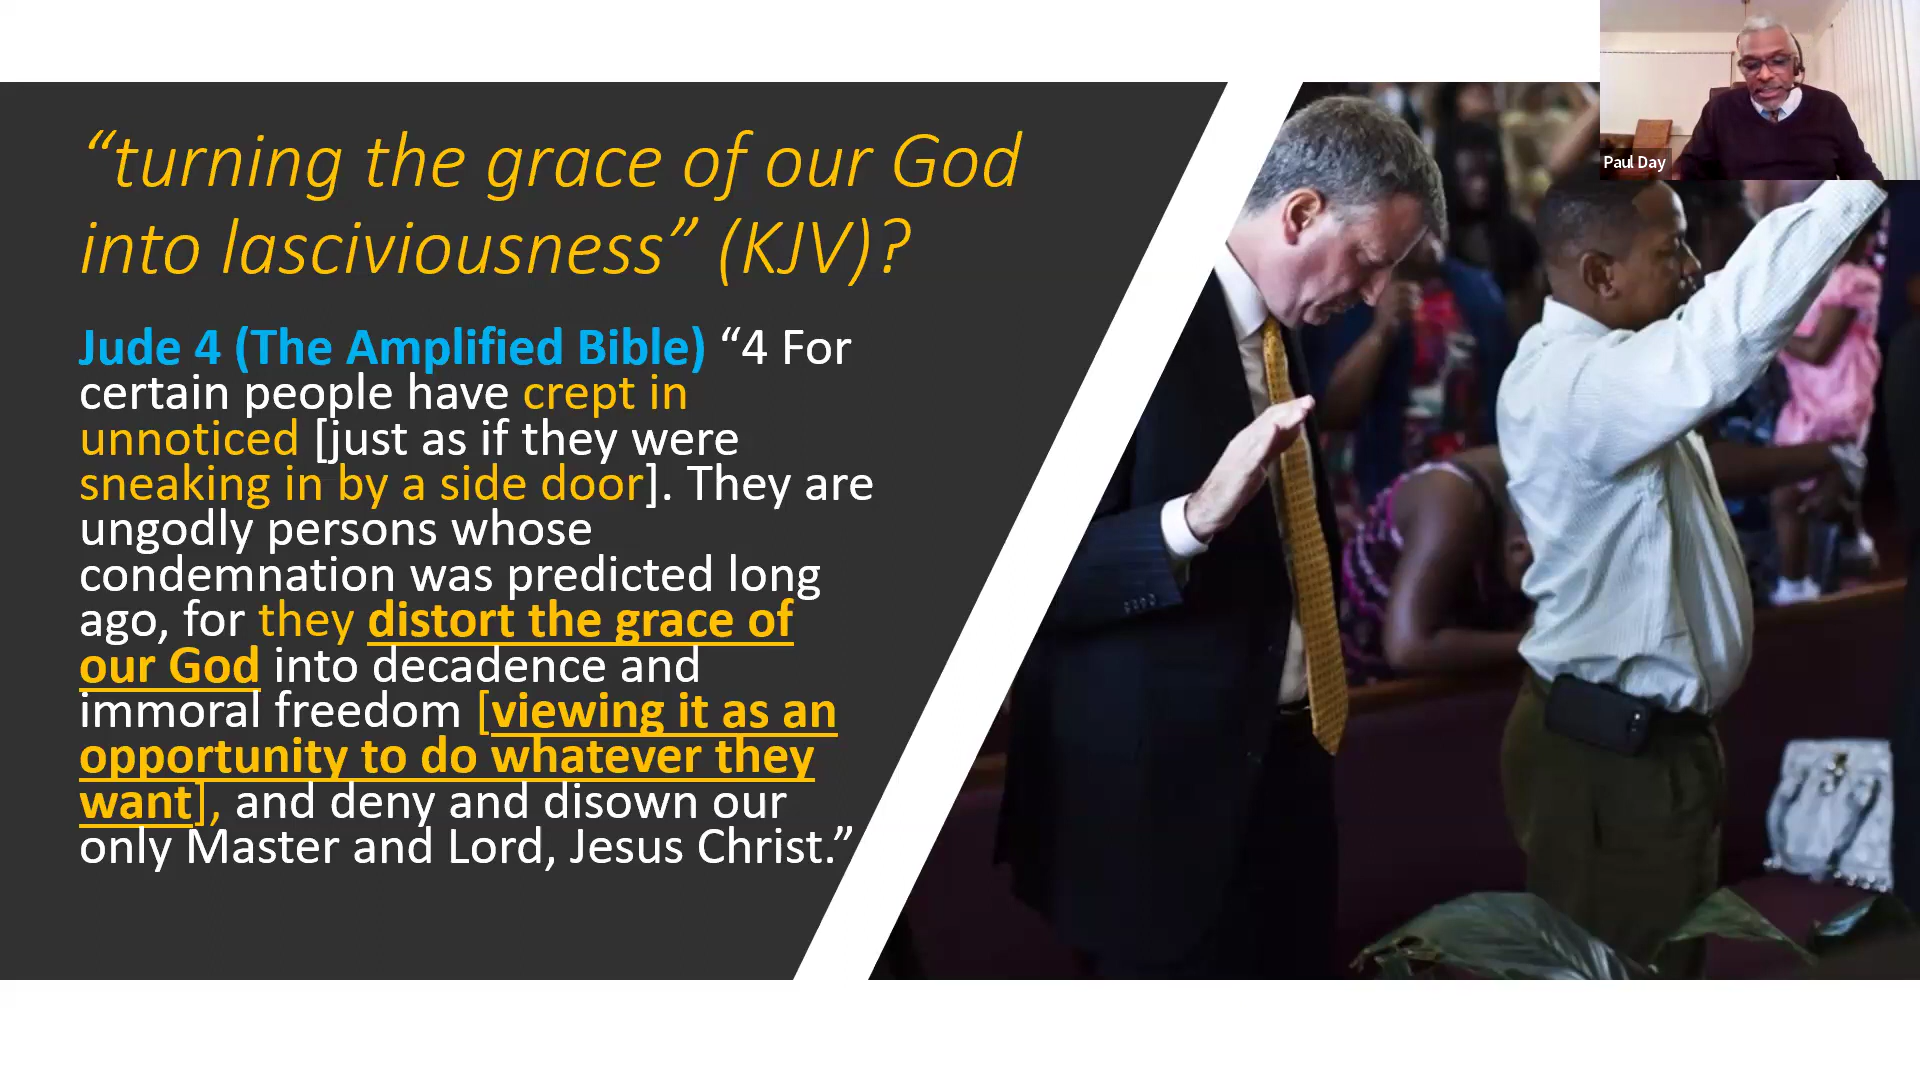 “turning the grace of our God
into lasciviousness” (KJV)?
Jude 4 (The Amplified Bible) “4 For
certain people have crept in
unnoticed [just as if they were
sneaking in by a side door]. They are
ungodly persons whose
condemnation was predicted long
ago, for they distort the grace of
our God into decadence and
immoral freedom [viewing it as an
opportunity to do whatever they
want], and deny and disown our
only Master and Lord, Jesus Christ.”
Paul Day